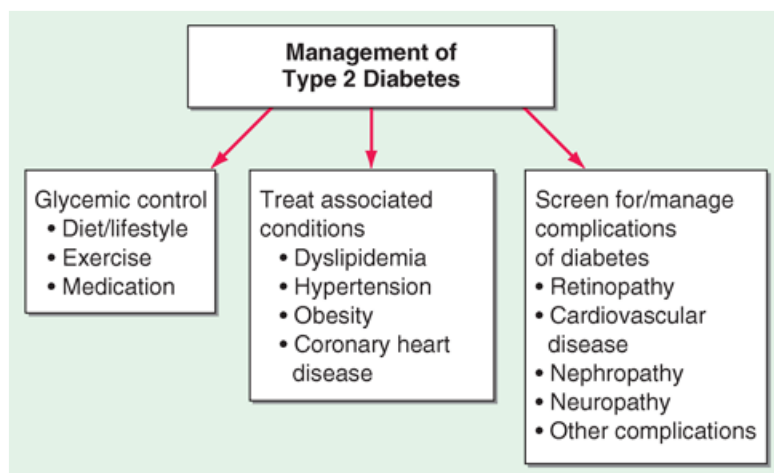 Management of
Type 2 Diabetes
Glycemic control
• Diet/lifestyle
• Exercise
• Medication
Treat associated
conditions
• Dyslipidemia
• Hypertension
• Obesity
• Coronary heart
disease
Screen for/manage
complications
of diabetes
• Retinopathy
• Cardiovascular
disease
• Nephropathy
• Neuropathy
• Other complications